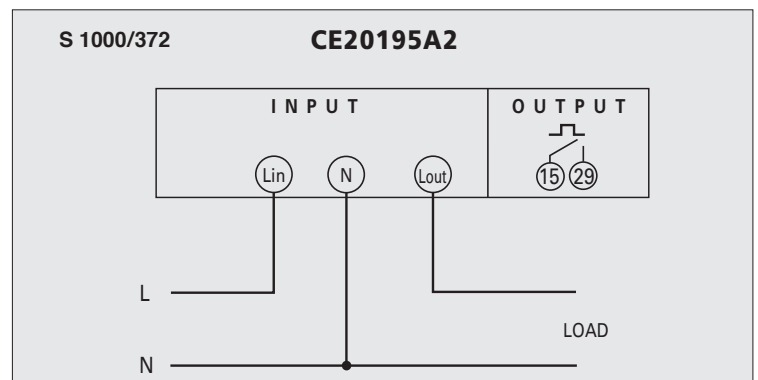 S 1000/372 CE20195A2
INPUT OUTPUT
Lin N Lout 15 29
L
LOAD
N